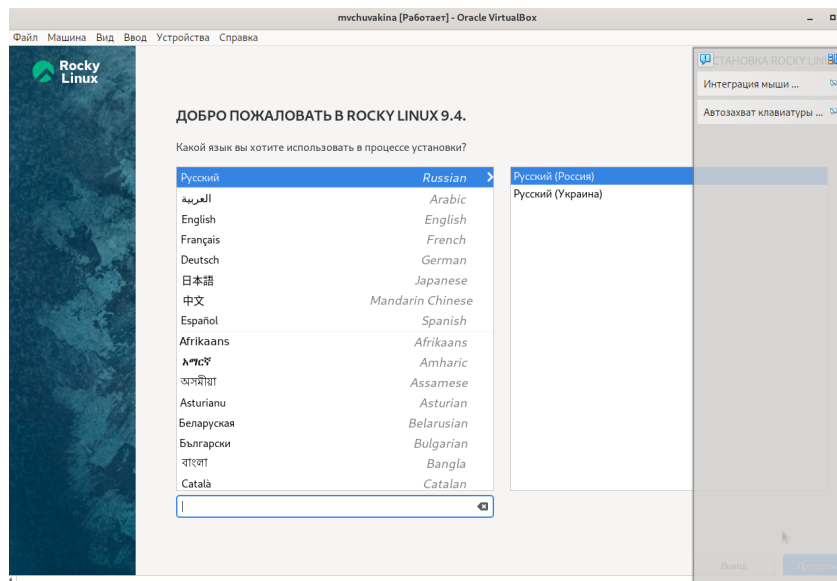 mvchuvakina [Работает] - Oracle VirtualBox
Файл Машина Вид Ввод Устройства Справка
Rocky
Linux
ДОБРО ПОЖАЛОВАТЬ В ROCKY LINUX 9.4.
Какой язык вы хотите использовать в процессе установки?
Русский Russian
العربية Arabic
English English
Français French
Deutsch German
日本語 Japanese
中文 Mandarin Chinese
Español Spanish
Afrikaans Afrikaans
አማርኛ Amharic
অসমীয়া Assamese
Asturianu Asturian
Беларуская Belarusian
Български Bulgarian
বাংলা Bangla
Català Catalan
Русский (Россия)
Русский (Украина)
СТАНОВКА ROCKY LIN
Интеграция мыши ...
Автозахват клавиатуры ...
Выход